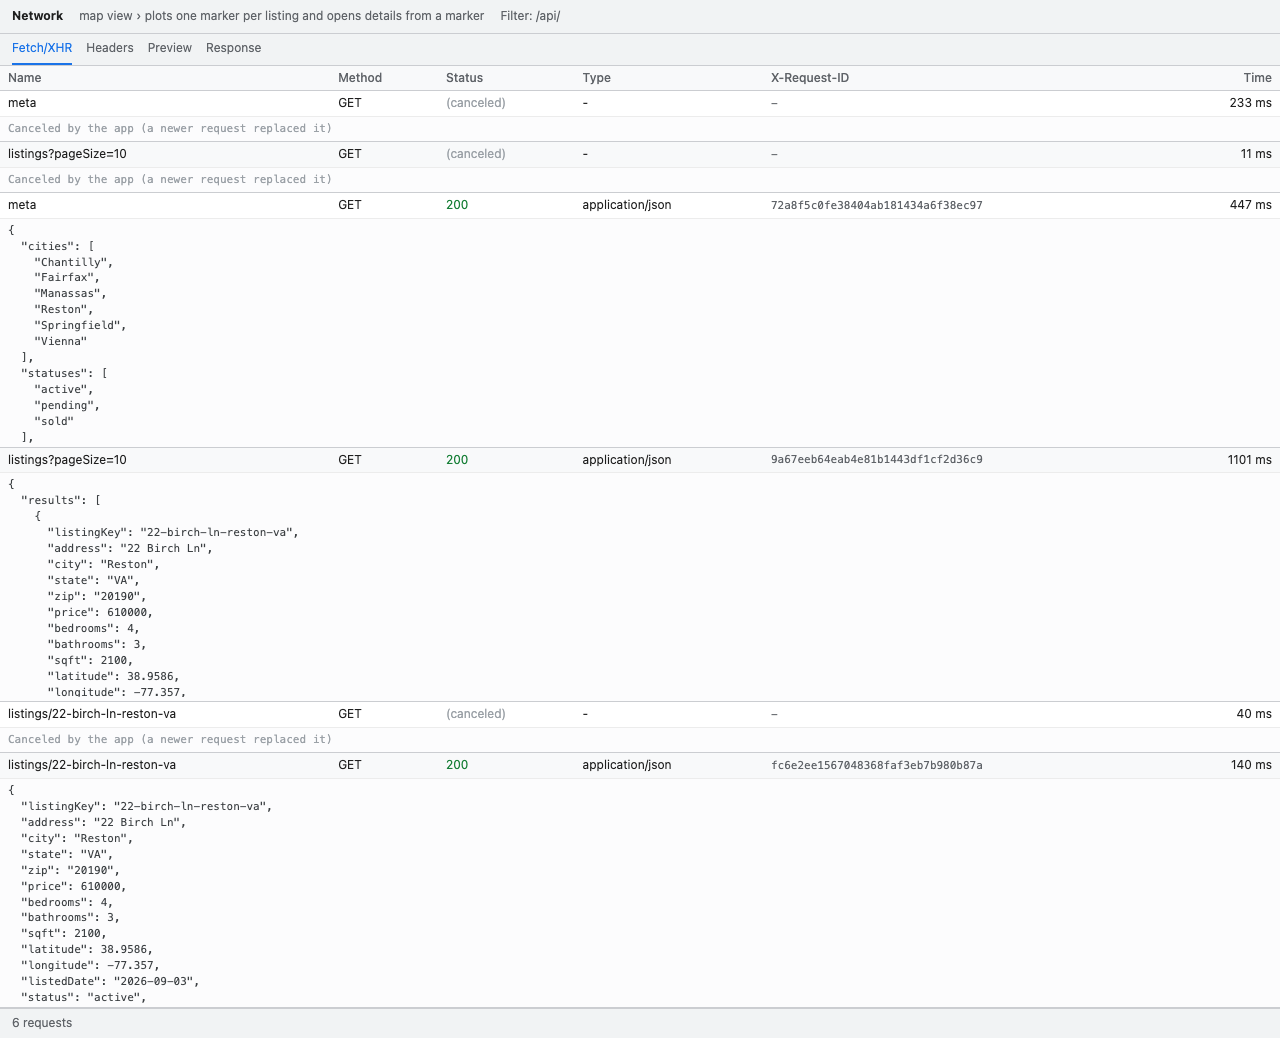 Network map view › plots one marker per listing and opens details from a marker Filter: /api/
Fetch/XHR Headers Preview Response
Name Method Status Type X-Request-ID Time
meta GET (canceled) - – 233 ms
Canceled by the app (a newer request replaced it)
listings?pageSize=10 GET (canceled) - – 11 ms
Canceled by the app (a newer request replaced it)
meta GET 200 application/json 72a8f5c0fe38404ab181434a6f38ec97 447 ms
{
"cities": [
"Chantilly",
"Fairfax",
"Manassas",
"Reston",
"Springfield",
"Vienna"
],
"statuses": [
"active",
"pending",
"sold"
],
listings?pageSize=10 GET 200 application/json 9a67eeb64eab4e81b1443df1cf2d36c9 1101 ms
{
"results": [
{
"listingKey": "22-birch-ln-reston-va",
"address": "22 Birch Ln",
"city": "Reston",
"state": "VA",
"zip": "20190",
"price": 610000,
"bedrooms": 4,
"bathrooms": 3,
"sqft": 2100,
"latitude": 38.9586,
"longitude": -77.357,
listings/22-birch-ln-reston-va GET (canceled) - – 40 ms
Canceled by the app (a newer request replaced it)
listings/22-birch-ln-reston-va GET 200 application/json fc6e2ee1567048368faf3eb7b980b87a 140 ms
{
"listingKey": "22-birch-ln-reston-va",
"address": "22 Birch Ln",
"city": "Reston",
"state": "VA",
"zip": "20190",
"price": 610000,
"bedrooms": 4,
"bathrooms": 3,
"sqft": 2100,
"latitude": 38.9586,
"longitude": -77.357,
"listedDate": "2026-09-03",
"status": "active",
6 requests